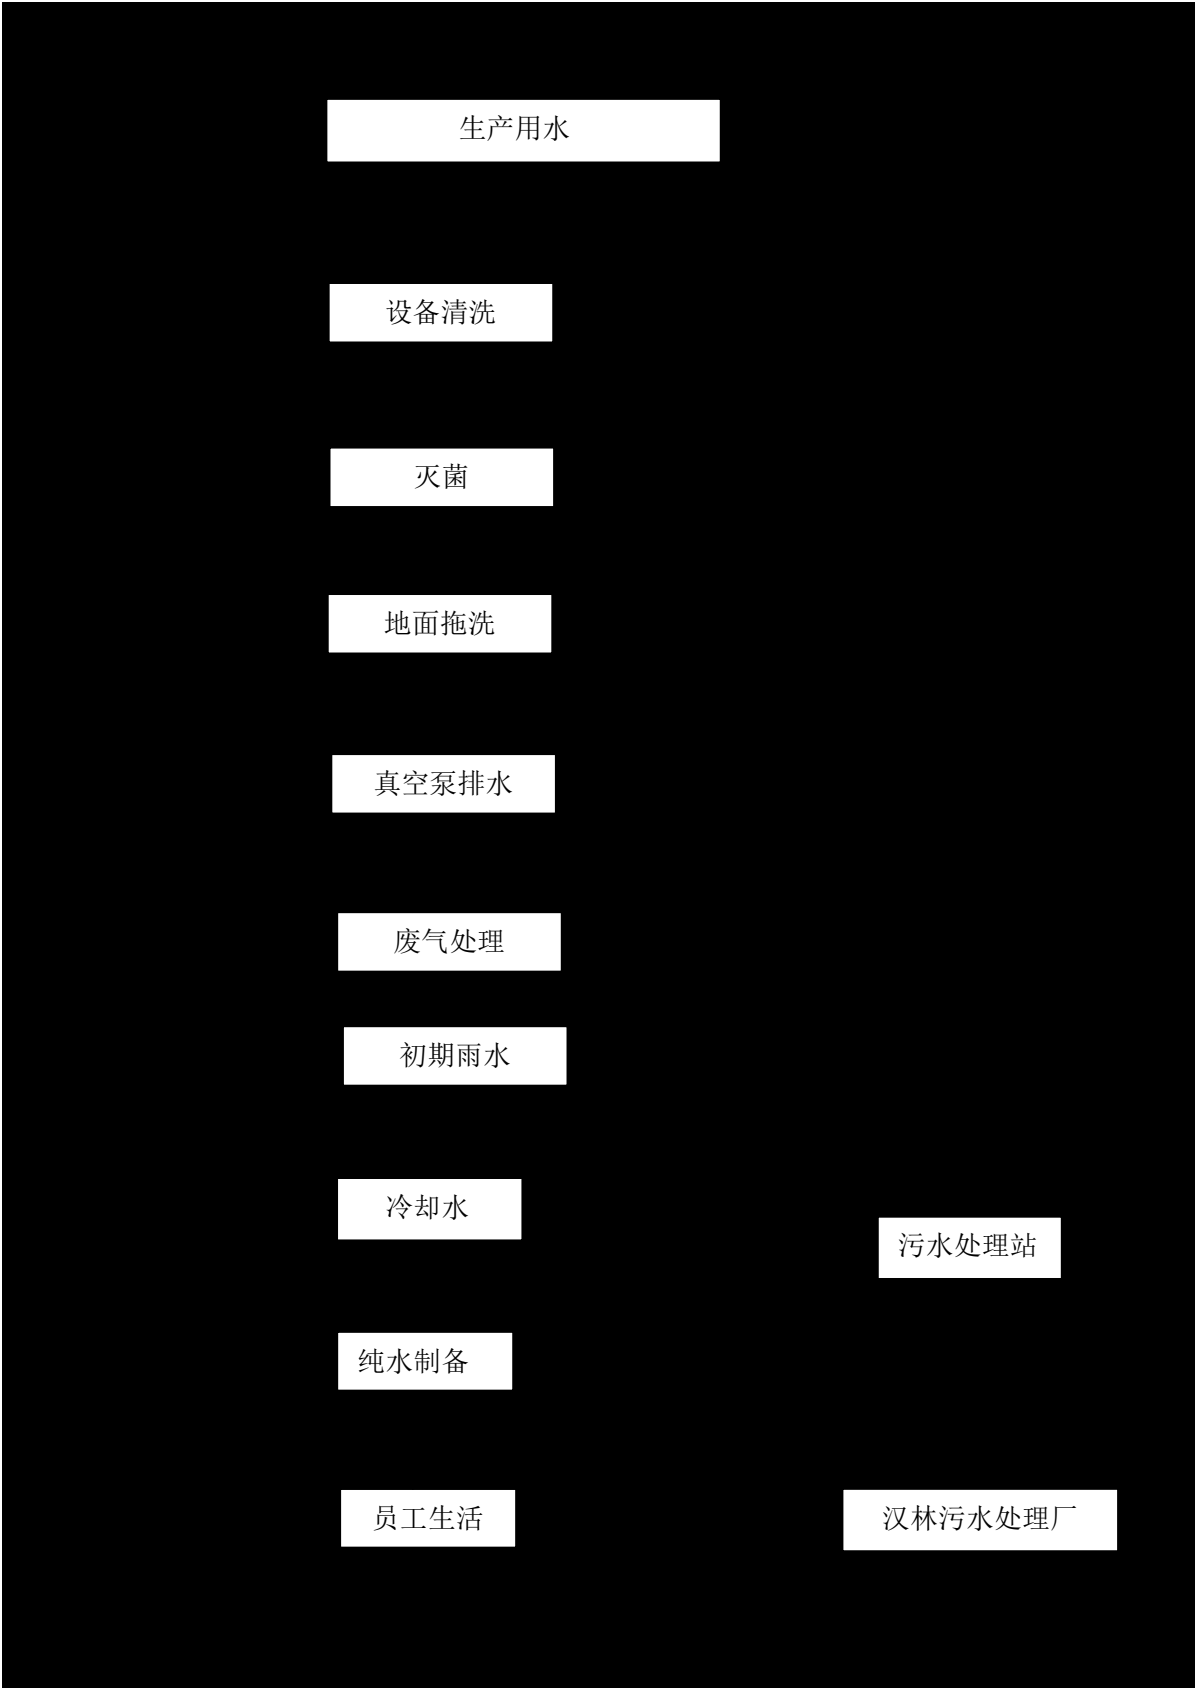 生产用水
设备清洗
灭菌
地面拖洗
真空泵排水
废气处理
初期雨水
冷却水
污水处理站
纯水制备
员工生活
汉林污水处理厂